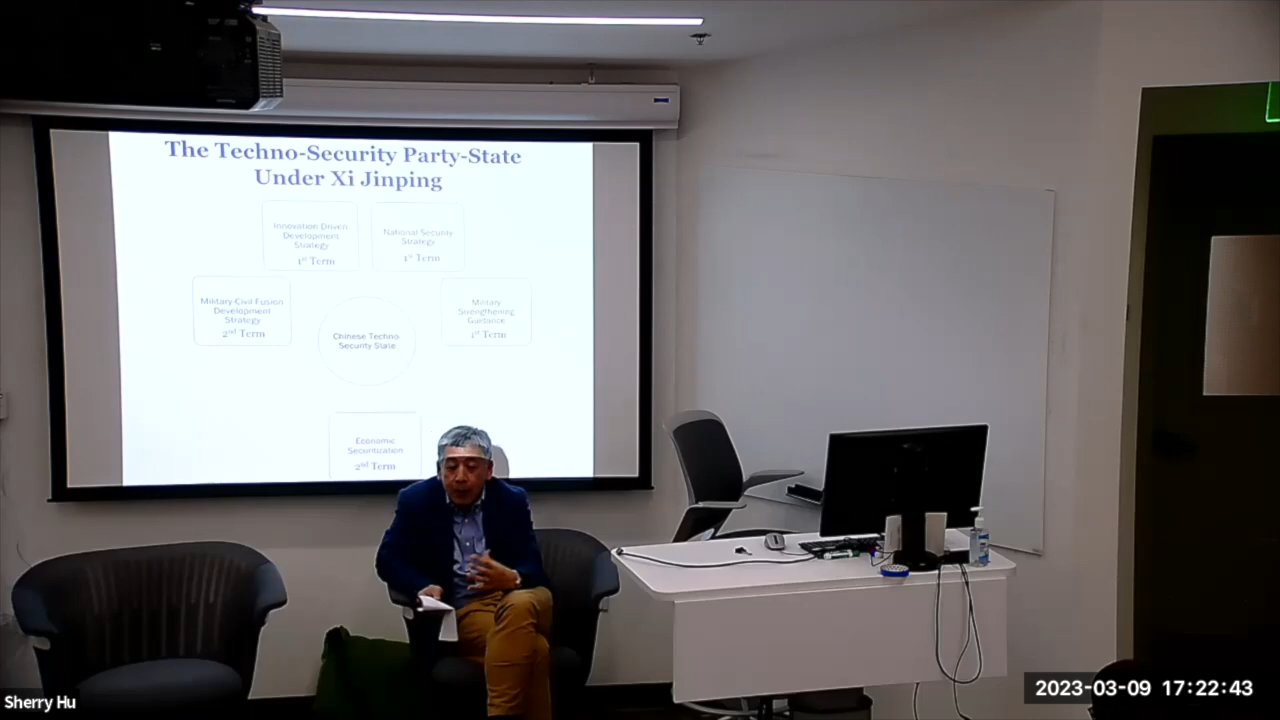 The Techno-Security Party-State
Under Xi Jinping
Innovation Driven
Development
Strategy
1st Term
National Security
Strategy
1st Term
Military-Civil Fusion
Development
Strategy
2nd Term
Military
Strengthening
Guidance
1st Term
Chinese Techno-
Security State
Economic
Securitization
2nd Term
Sherry Hu
2023-03-09 17:22:43